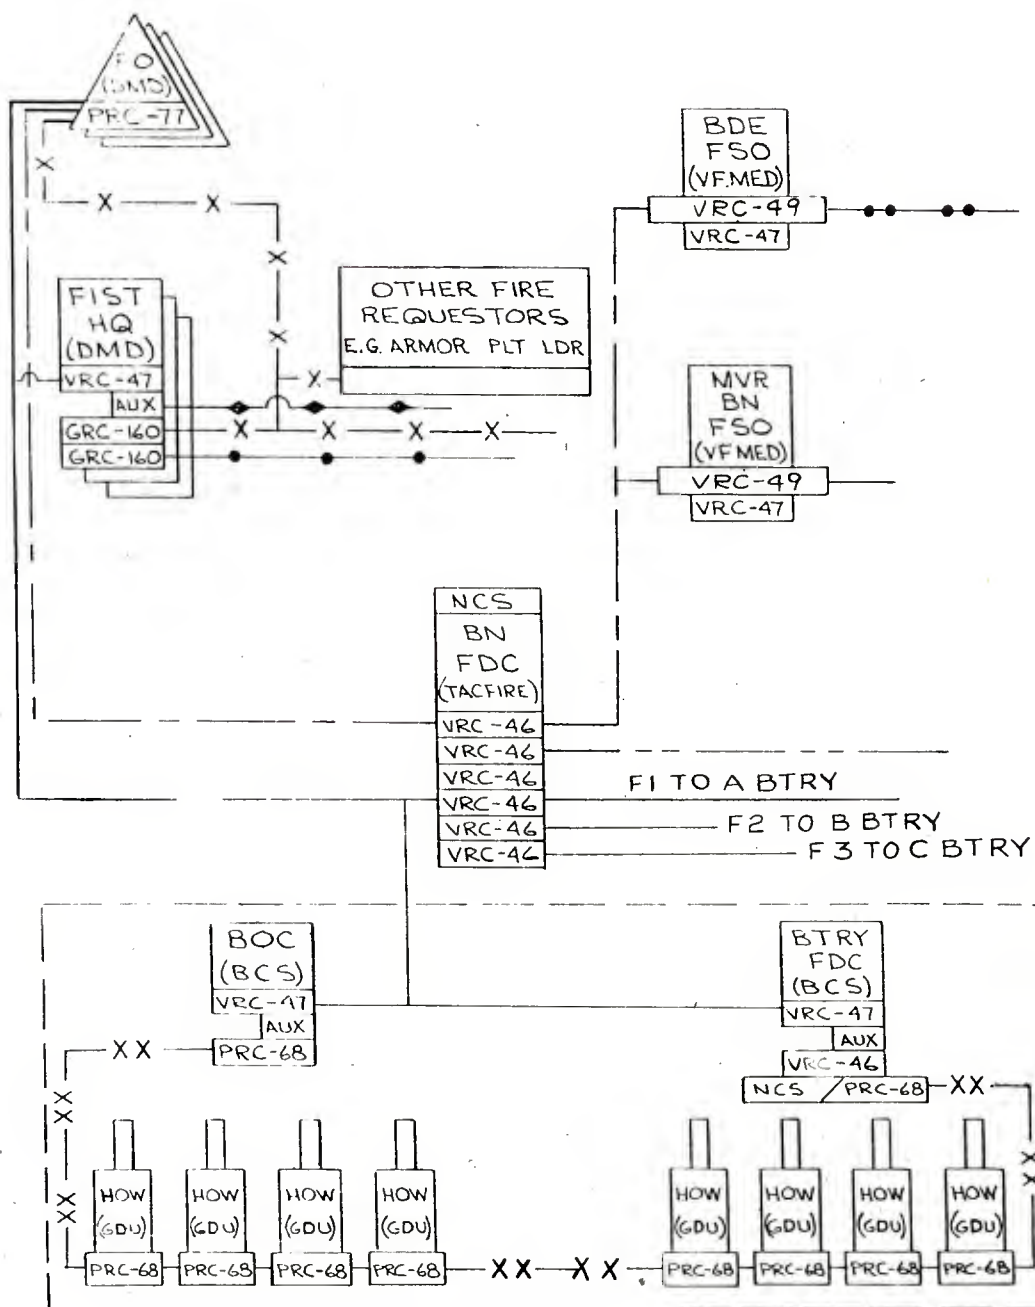 FO
(DMD)
PRC-77
BDE
FSO
(VF.MED)
VRC-49
VRC-47
FIST
HQ
(DMD)
VRC-47
AUX
GRC-160
GRC-160
OTHER FIRE
REQUESTORS
E.G. ARMOR PLT LDR
MVR
BN
FSO
(VFMED)
VRC-49
VRC-47
NCS
BN
FDC
(TACFIRE)
VRC-46
VRC-46
VRC-46
VRC-46
VRC-46
VRC-46
F1 TO A BTRY
F2 TO B BTRY
F3 TO C BTRY
BOC
(BCS)
VRC-47
AUX
PRC-68
BTRY
FDC
(BCS)
VRC-47
AUX
VRC-46
NCS / PRC-68
HOW
(GDU)
PRC-68
HOW
(GDU)
PRC-68
HOW
(GDU)
PRC-68
HOW
(GDU)
PRC-68
HOW
(GDU)
PRC-68
HOW
(GDU)
PRC-68
HOW
(GDU)
PRC-68
HOW
(GDU)
PRC-68